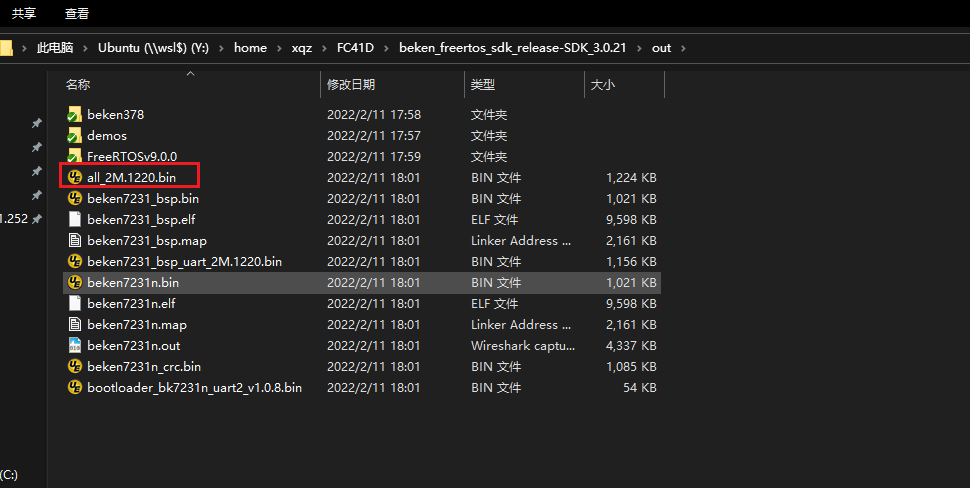 共享 查看
此电脑 > Ubuntu (\\wsl$) (Y:) > home > xqz > FC41D > beken_freertos_sdk_release-SDK_3.0.21 > out >
名称 修改日期 类型 大小
beken378 2022/2/11 17:58 文件夹
demos 2022/2/11 17:57 文件夹
FreeRTOSv9.0.0 2022/2/11 17:59 文件夹
all_2M.1220.bin 2022/2/11 18:01 BIN 文件 1,224 KB
beken7231_bsp.bin 2022/2/11 18:01 BIN 文件 1,021 KB
1.252 beken7231_bsp.elf 2022/2/11 18:01 ELF 文件 9,598 KB
beken7231_bsp.map 2022/2/11 18:01 Linker Address ... 2,161 KB
beken7231_bsp_uart_2M.1220.bin 2022/2/11 18:01 BIN 文件 1,156 KB
beken7231n.bin 2022/2/11 18:01 BIN 文件 1,021 KB
beken7231n.elf 2022/2/11 18:01 ELF 文件 9,598 KB
beken7231n.map 2022/2/11 18:01 Linker Address ... 2,161 KB
beken7231n.out 2022/2/11 18:01 Wireshark captu... 4,337 KB
beken7231n_crc.bin 2022/2/11 18:01 BIN 文件 1,085 KB
bootloader_bk7231n_uart2_v1.0.8.bin 2022/2/11 18:01 BIN 文件 54 KB
(C:)